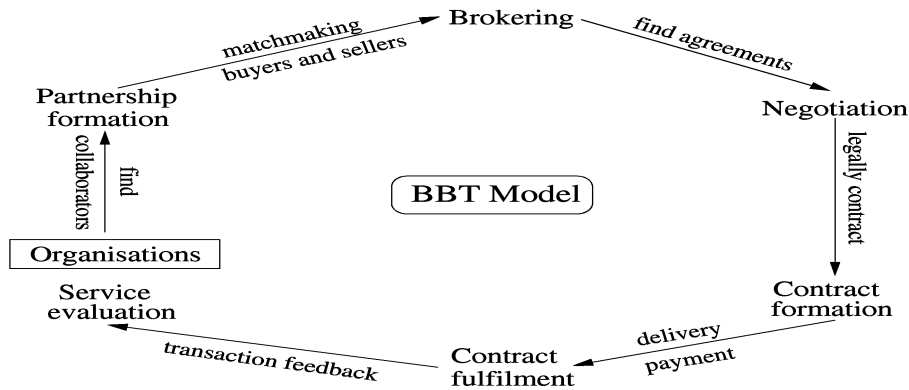 Brokering
matchmaking
buyers and sellers
find agreements
Partnership
formation
Negotiation
find
collaborators
legally contract
BBT Model
Organisations
Service
evaluation
Contract
formation
delivery
payment
transaction feedback
Contract
fulfilment